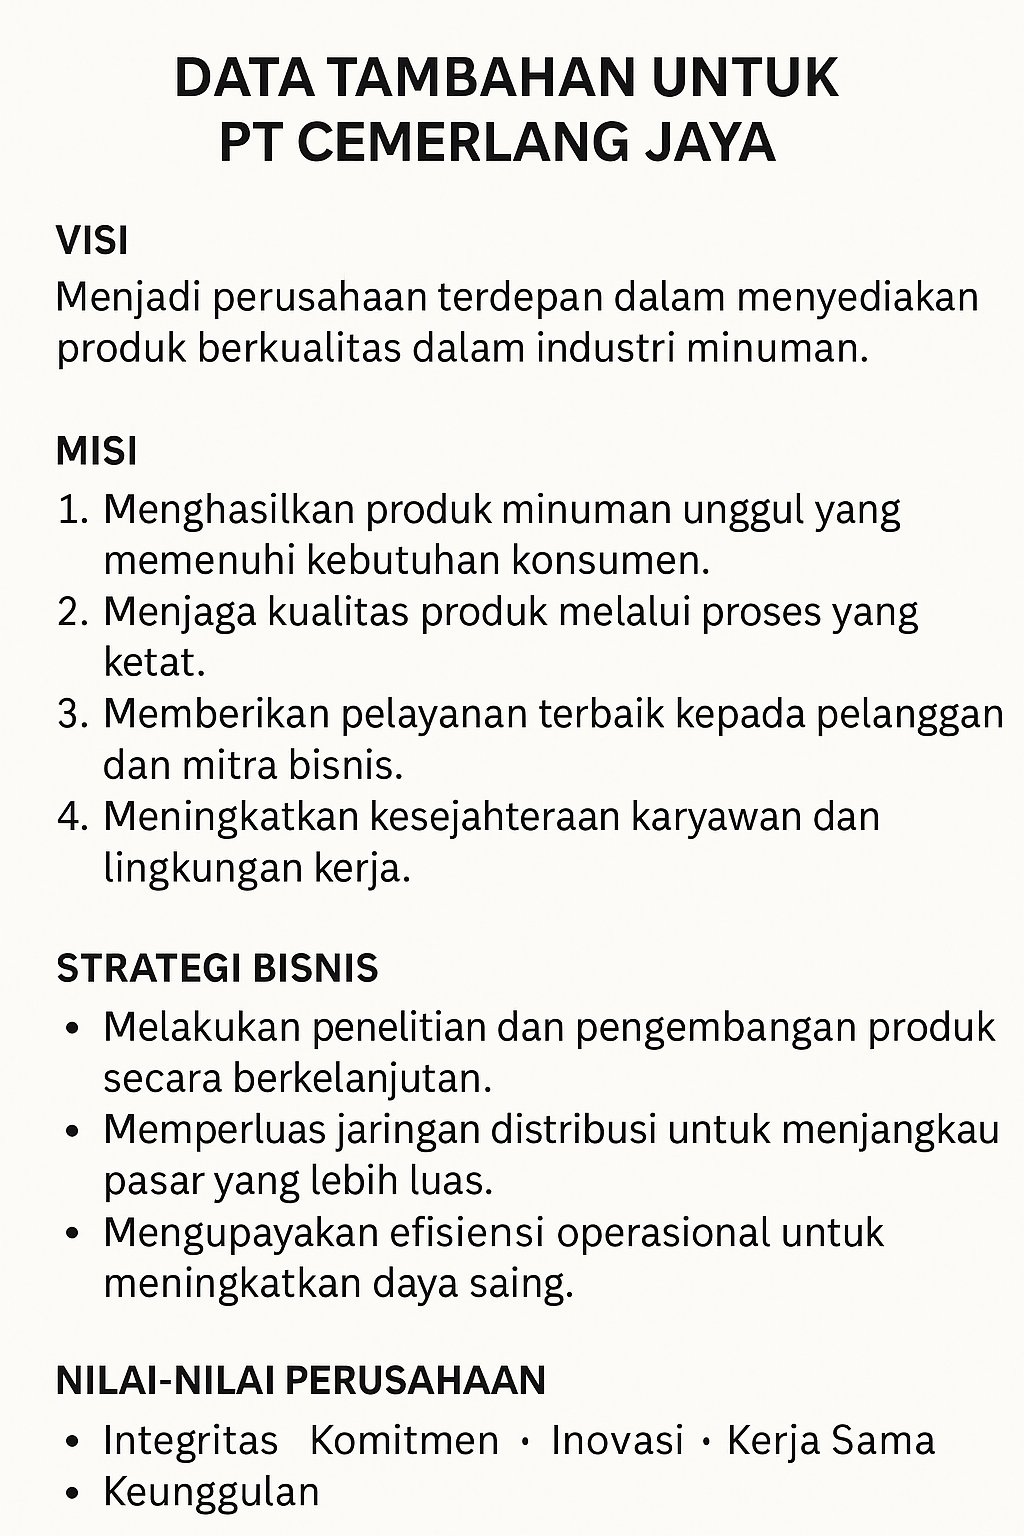 DATA TAMBAHAN UNTUK
PT CEMERLANG JAYA
VISI
Menjadi perusahaan terdepan dalam menyediakan
produk berkualitas dalam industri minuman.
MISI
1. Menghasilkan produk minuman unggul yang
memenuhi kebutuhan konsumen.
2. Menjaga kualitas produk melalui proses yang
ketat.
3. Memberikan pelayanan terbaik kepada pelanggan
dan mitra bisnis.
4. Meningkatkan kesejahteraan karyawan dan
lingkungan kerja.
STRATEGI BISNIS
• Melakukan penelitian dan pengembangan produk
secara berkelanjutan.
• Memperluas jaringan distribusi untuk menjangkau
pasar yang lebih luas.
• Mengupayakan efisiensi operasional untuk
meningkatkan daya saing.
NILAI-NILAI PERUSAHAAN
• Integritas Komitmen · Inovasi · Kerja Sama
• Keunggulan